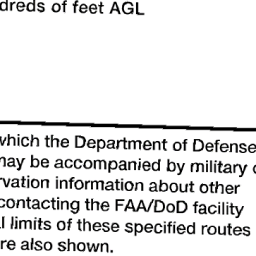 dreds of feet AGL
which the Department of Defense
may be accompanied by military
rvation information about other
contacting the FAA/DoD facility
l limits of these specified routes
re also shown.